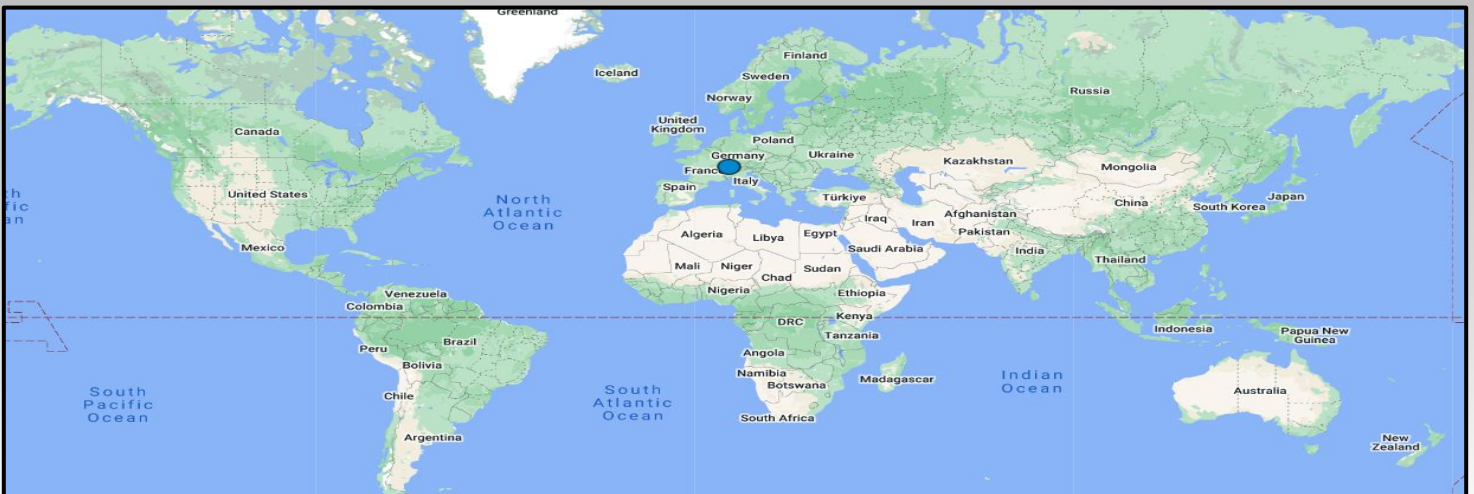 Greenland
Iceland
Finland
Sweden
Norway
Russia
United
Kingdom
Canada
Poland
Germany
Ukraine
Kazakhstan
Mongolia
Franc
Italy
Spain
United States
North
Atlantic
Ocean
Türkiye
Japan
China
South Korea
Afghanistan
Iraq
Iran
Pakistan
Mexico
Algeria
Libya
Egypt
Saudi Arabia
India
Thailand
Mali
Niger
Chad
Sudan
Nigeria
Ethiopia
Venezuela
Colombia
DRC
Kenya
Tanzania
Indonesia
Papua New
Guinea
Peru
Brazil
Bolivia
Angola
Namibia
Botswana
Madagascar
Indian
Ocean
South
Pacific
Ocean
Chile
South
Atlantic
Ocean
South Africa
Australia
Argentina
New
Zealand